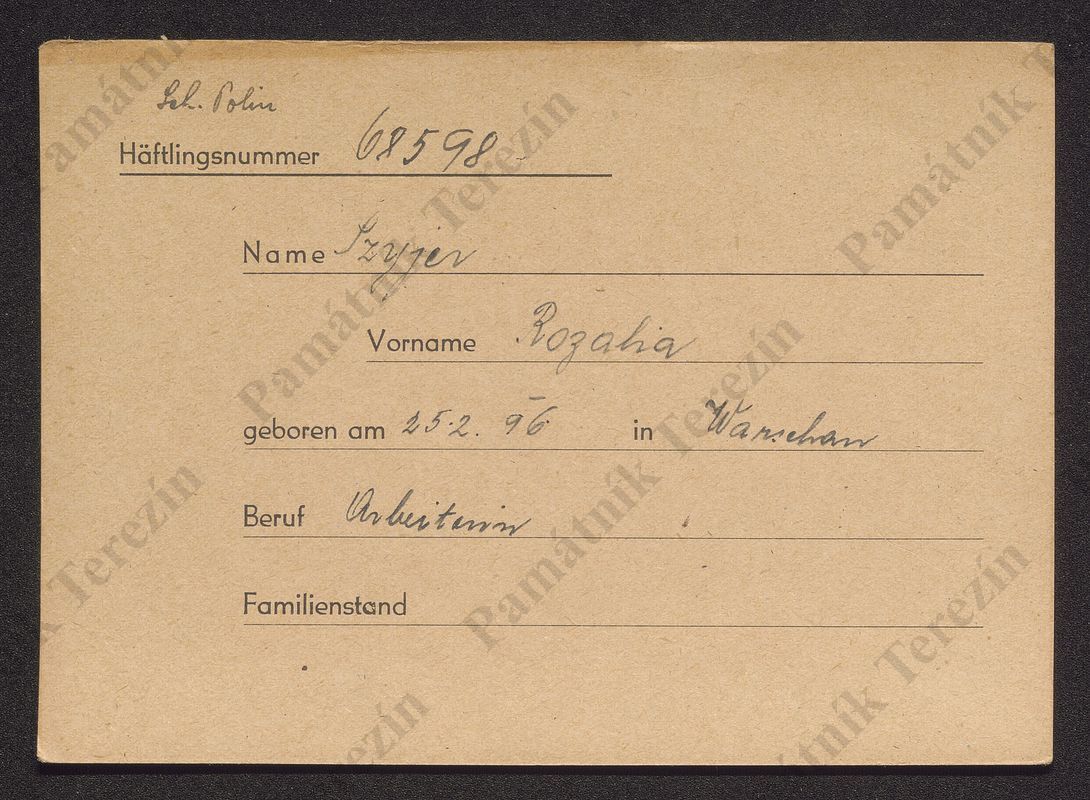 Sch. Polin
Häftlingsnummer 68598
Name Szyjer
Vorname Rozalia
geboren am 25.2.96 in Warschau
Beruf Arbeiterin
Familienstand
Památník Terezín